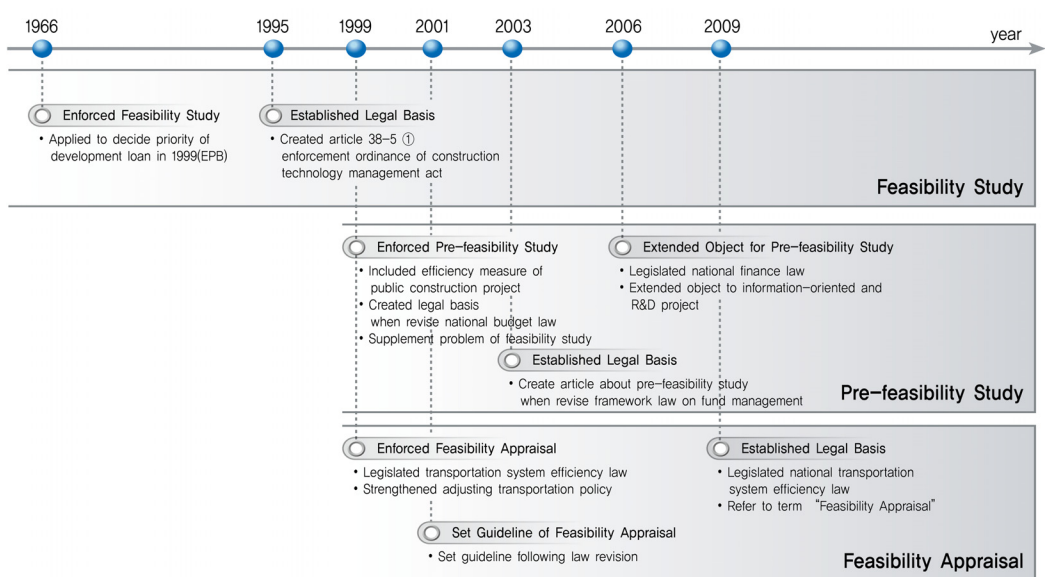 1966 1995 1999 2001 2003 2006 2009
year
Enforced Feasibility Study
• Applied to decide priority of
development loan in 1999(EPB)
Established Legal Basis
• Created article 38-5 ①
enforcement ordinance of construction
technology management act
Feasibility Study
Enforced Pre-feasibility Study
• Included efficiency measure of
public construction project
• Created legal basis
when revise national budget law
• Supplement problem of feasibility study
Extended Object for Pre-feasibility Study
• Legislated national finance law
• Extended object to information-oriented and
R&D project
Established Legal Basis
• Create article about pre-feasibility study
when revise framework law on fund management
Pre-feasibility Study
Enforced Feasibility Appraisal
• Legislated transportation system efficiency law
• Strengthened adjusting transportation policy
Established Legal Basis
• Legislated national transportation
system efficiency law
• Refer to term “Feasibility Appraisal”
Set Guideline of Feasibility Appraisal
• Set guideline following law revision
Feasibility Appraisal